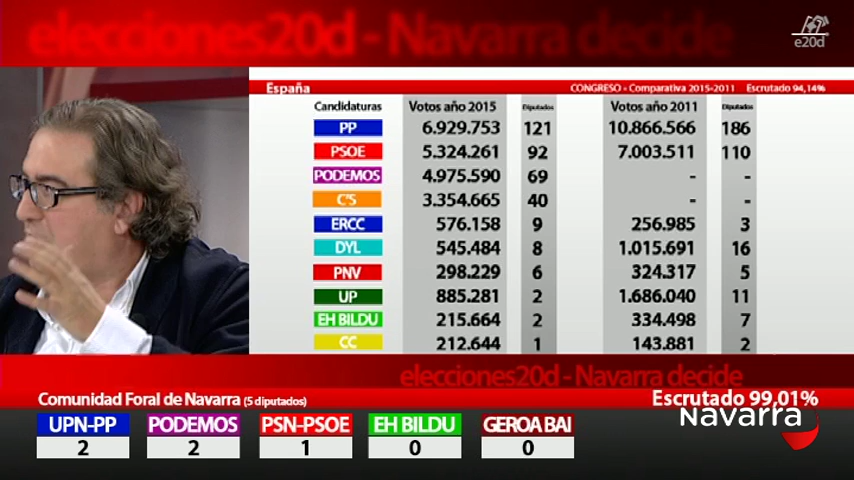 elecciones20d - Navarra decide
e20d
España CONGRESO - Comparativa 2015-2011 Escrutado 94,14%
Candidaturas Votos año 2015 Diputados Votos año 2011 Diputados
PP 6.929.753 121 10.866.566 186
PSOE 5.324.261 92 7.003.511 110
PODEMOS 4.975.590 69 - -
C'S 3.354.665 40 - -
ERCC 576.158 9 256.985 3
DYL 545.484 8 1.015.691 16
PNV 298.229 6 324.317 5
UP 885.281 2 1.686.040 11
EH BILDU 215.664 2 334.498 7
CC 212.644 1 143.881 2
elecciones20d - Navarra decide
Comunidad Foral de Navarra (5 diputados) Escrutado 99,01%
UPN-PP PODEMOS PSN-PSOE EH BILDU GEROA BAI
2 2 1 0 0
Navarra